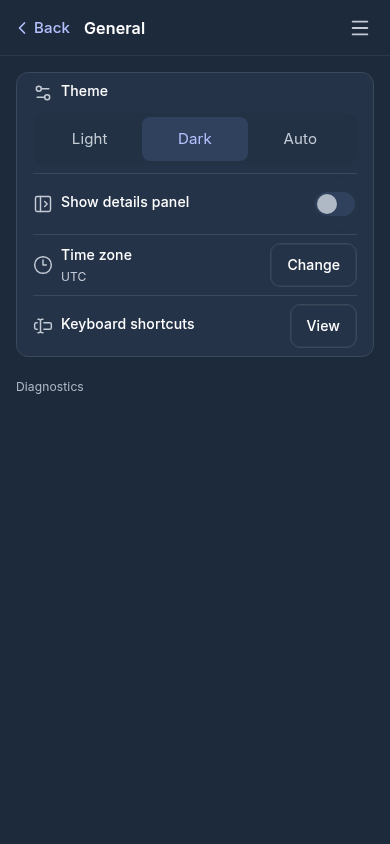 Back General
Theme
Light Dark Auto
Show details panel
Time zone
UTC
Change
Keyboard shortcuts
View
Diagnostics